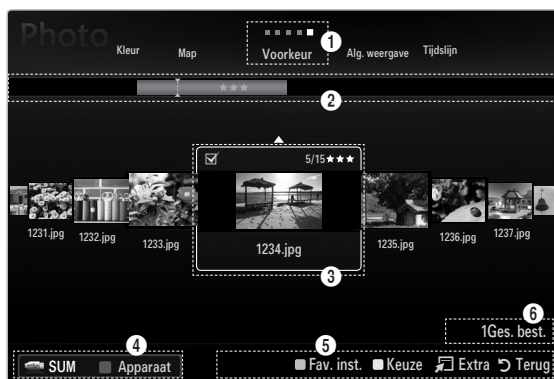 Photo
Kleur
Map
Voorkeur
Alg. weergave
Tijdslijn
1
★★★
2
5/15★★★
1231.jpg
1232.jpg
1233.jpg
1234.jpg
1235.jpg
1236.jpg
1237.jpg
3
6
1Ges. best.
4
5
SUM Apparaat
Fav. inst. Keuze Extra Terug